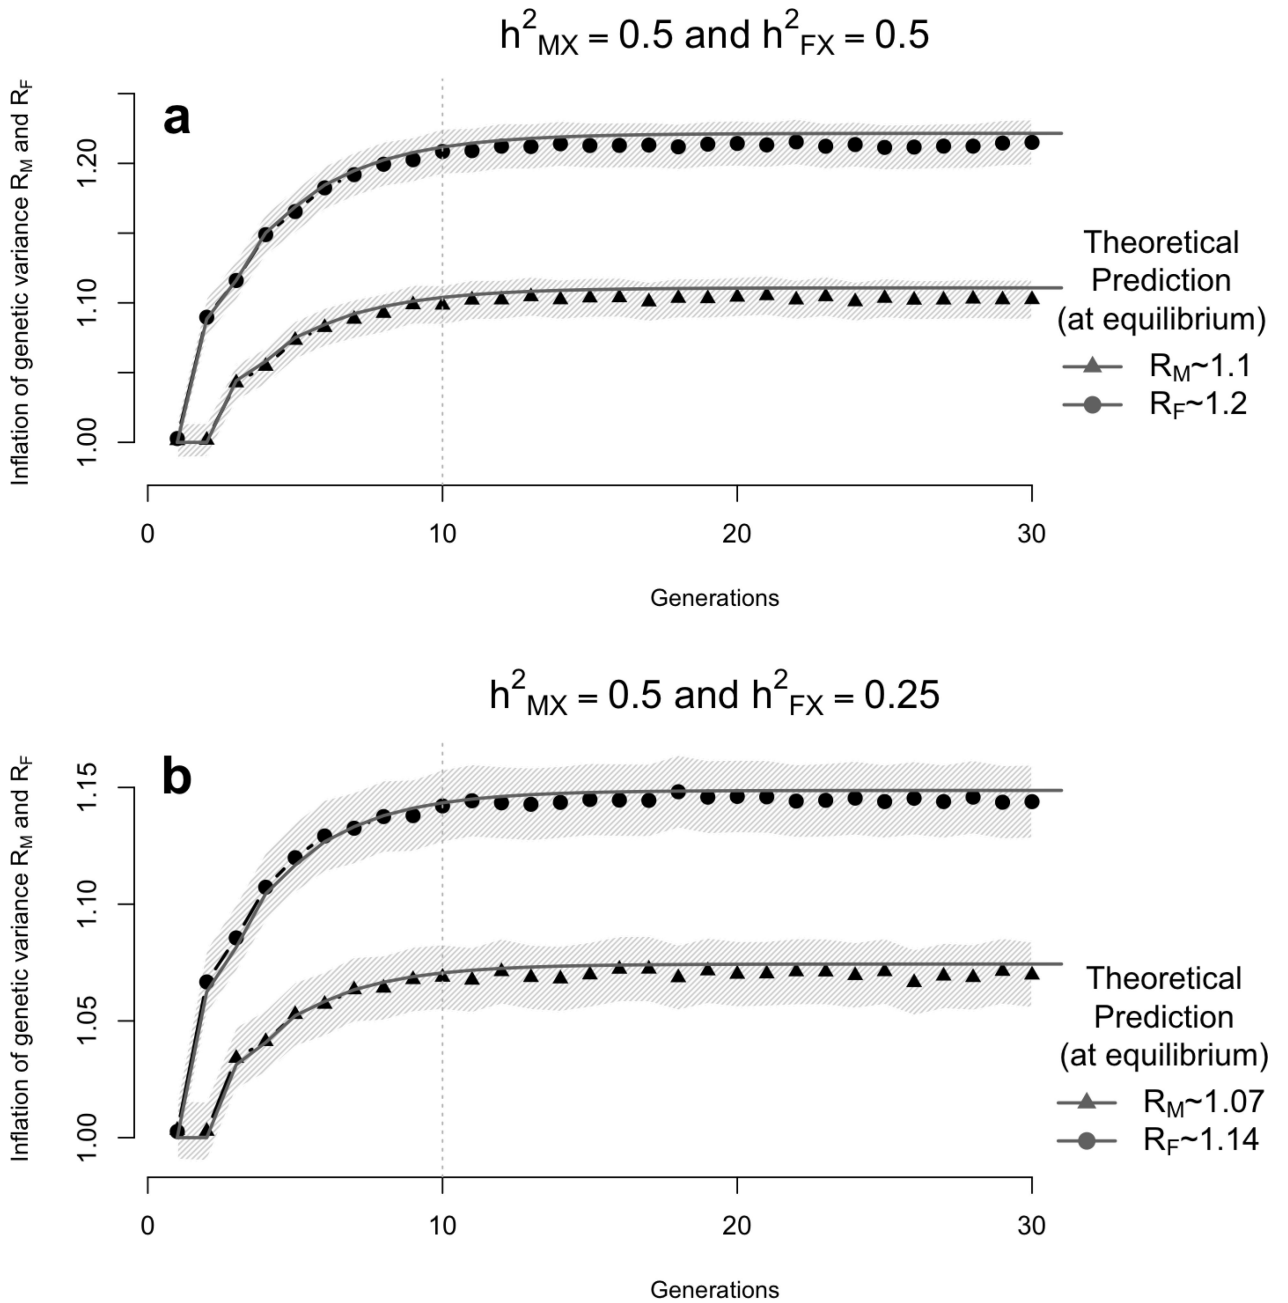 h²MX = 0.5 and h²FX = 0.5
a
Inflation of genetic variance RM and RF
1.20
1.10
1.00
0 10 20 30
Generations
Theoretical
Prediction
(at equilibrium)
RM~1.1
RF~1.2
h²MX = 0.5 and h²FX = 0.25
b
Inflation of genetic variance RM and RF
1.15
1.10
1.05
1.00
0 10 20 30
Generations
Theoretical
Prediction
(at equilibrium)
RM~1.07
RF~1.14